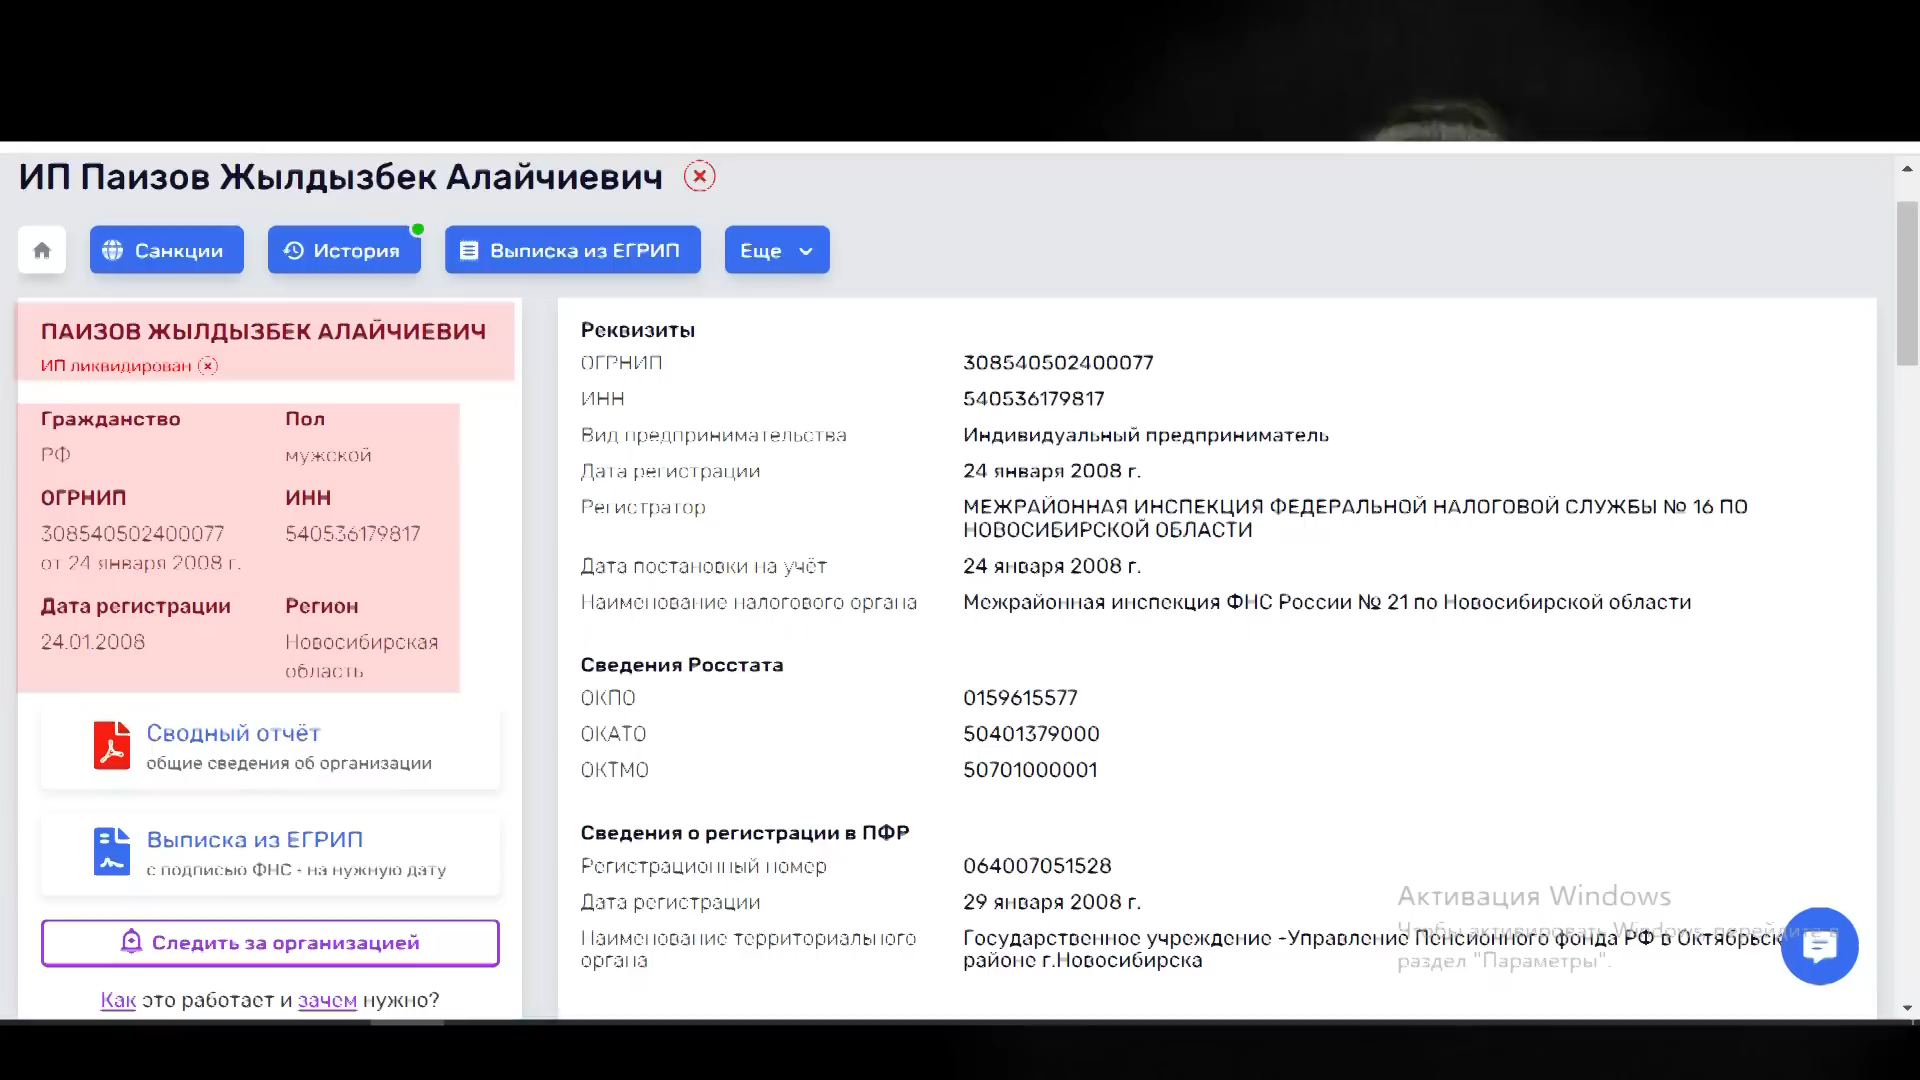 ИП Паизов Жылдызбек Алайчиевич
Санкции
История
Выписка из ЕГРИП
Еще
ПАИЗОВ ЖЫЛДЫЗБЕК АЛАЙЧИЕВИЧ
ИП ликвидирован
Гражданство
Пол
РФ
мужской
ОГРНИП
ИНН
308540502400077
540536179817
от 24 января 2008 г.
Дата регистрации
Регион
24.01.2008
Новосибирская
область
Сводный отчёт
общие сведения об организации
Выписка из ЕГРИП
с подписью ФНС - на нужную дату
Следить за организацией
Как это работает и зачем нужно?
Реквизиты
ОГРНИП
308540502400077
ИНН
540536179817
Вид предпринимательства
Индивидуальный предприниматель
Дата регистрации
24 января 2008 г.
Регистратор
МЕЖРАЙОННАЯ ИНСПЕКЦИЯ ФЕДЕРАЛЬНОЙ НАЛОГОВОЙ СЛУЖБЫ № 16 ПО
НОВОСИБИРСКОЙ ОБЛАСТИ
Дата постановки на учёт
24 января 2008 г.
Наименование налогового органа
Межрайонная инспекция ФНС России № 21 по Новосибирской области
Сведения Росстата
ОКПО
0159615577
ОКАТО
50401379000
ОКТМО
50701000001
Сведения о регистрации в ПФР
Регистрационный номер
064007051528
Дата регистрации
29 января 2008 г.
Наименование территориального
органа
Государственное учреждение -Управление Пенсионного фонда РФ в Октябрьск
районе г.Новосибирска
Активация Windows
Чтобы активировать Windows, перейдите в
раздел "Параметры".